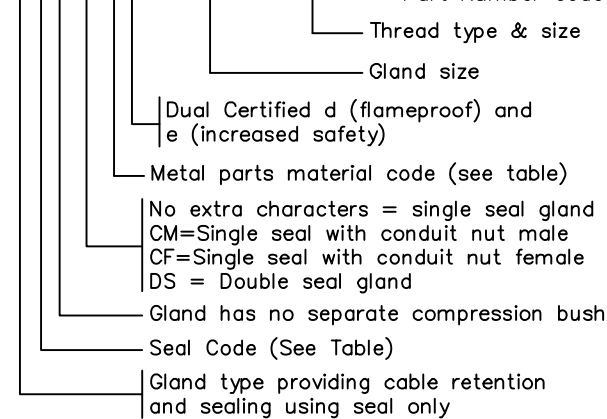 Part Number code
Thread type & size
Gland size
Dual Certified d (flameproof) and
e (increased safety)
Metal parts material code (see table)
No extra characters = single seal gland
CM=Single seal with conduit nut male
CF=Single seal with conduit nut female
DS = Double seal gland
Gland has no separate compression bush
Seal Code (See Table)
Gland type providing cable retention
and sealing using seal only